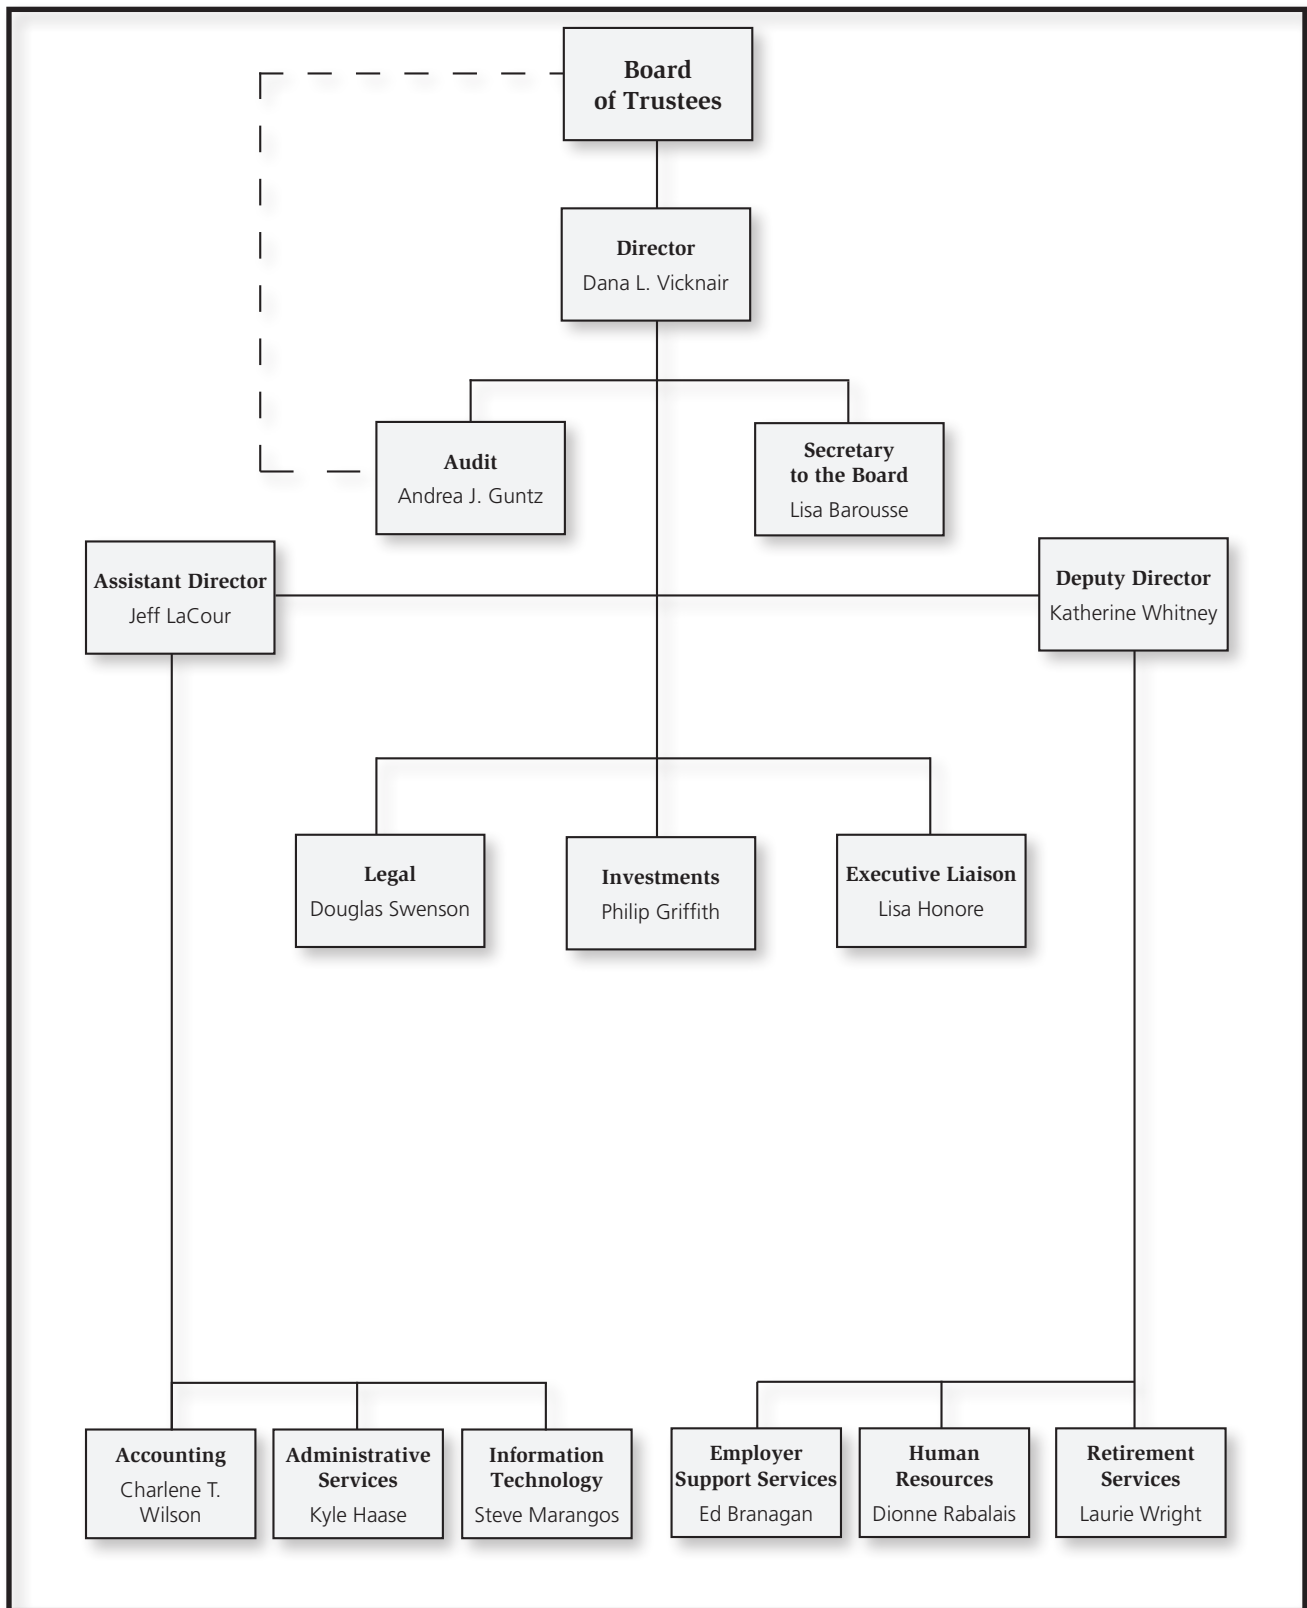 Board
of Trustees
Director
Dana L. Vicknair
Audit
Andrea J. Guntz
Secretary
to the Board
Lisa Barousse
Assistant Director
Jeff LaCour
Deputy Director
Katherine Whitney
Legal
Douglas Swenson
Investments
Philip Griffith
Executive Liaison
Lisa Honore
Accounting
Charlene T.
Wilson
Administrative
Services
Kyle Haase
Information
Technology
Steve Marangos
Employer
Support Services
Ed Branagan
Human
Resources
Dionne Rabalais
Retirement
Services
Laurie Wright